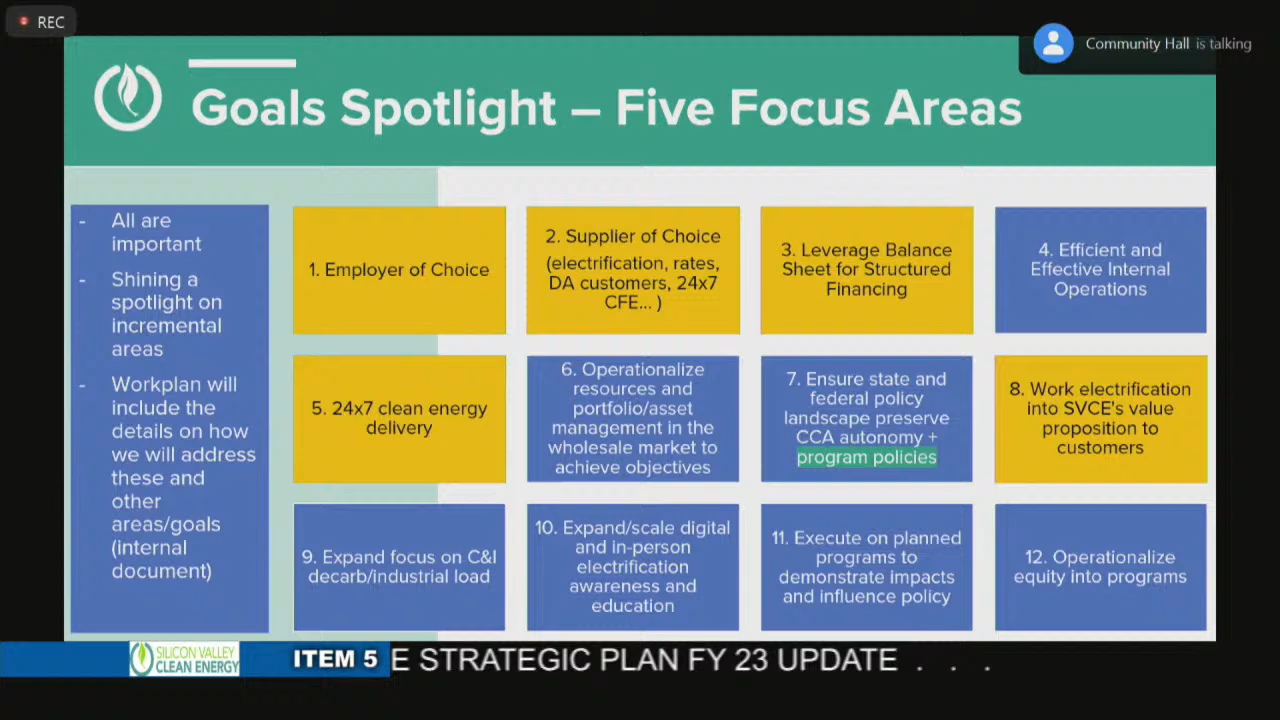 REC
Community Hall is talking
Goals Spotlight – Five Focus Areas
- All are
important
- Shining a
spotlight on
incremental
areas
- Workplan will
include the
details on how
we will address
these and
other
areas/goals
(internal
document)
1. Employer of Choice
2. Supplier of Choice
(electrification, rates,
DA customers, 24x7
CFE... )
3. Leverage Balance
Sheet for Structured
Financing
4. Efficient and
Effective Internal
Operations
5. 24x7 clean energy
delivery
6. Operationalize
resources and
portfolio/asset
management in the
wholesale market to
achieve objectives
7. Ensure state and
federal policy
landscape preserve
CCA autonomy +
program policies
8. Work electrification
into SVCE's value
proposition to
customers
9. Expand focus on C&I
decarb/industrial load
10. Expand/scale digital
and in-person
electrification
awareness and
education
11. Execute on planned
programs to
demonstrate impacts
and influence policy
12. Operationalize
equity into programs
SILICON VALLEY
CLEAN ENERGY
ITEM 5
E STRATEGIC PLAN FY 23 UPDATE . . .